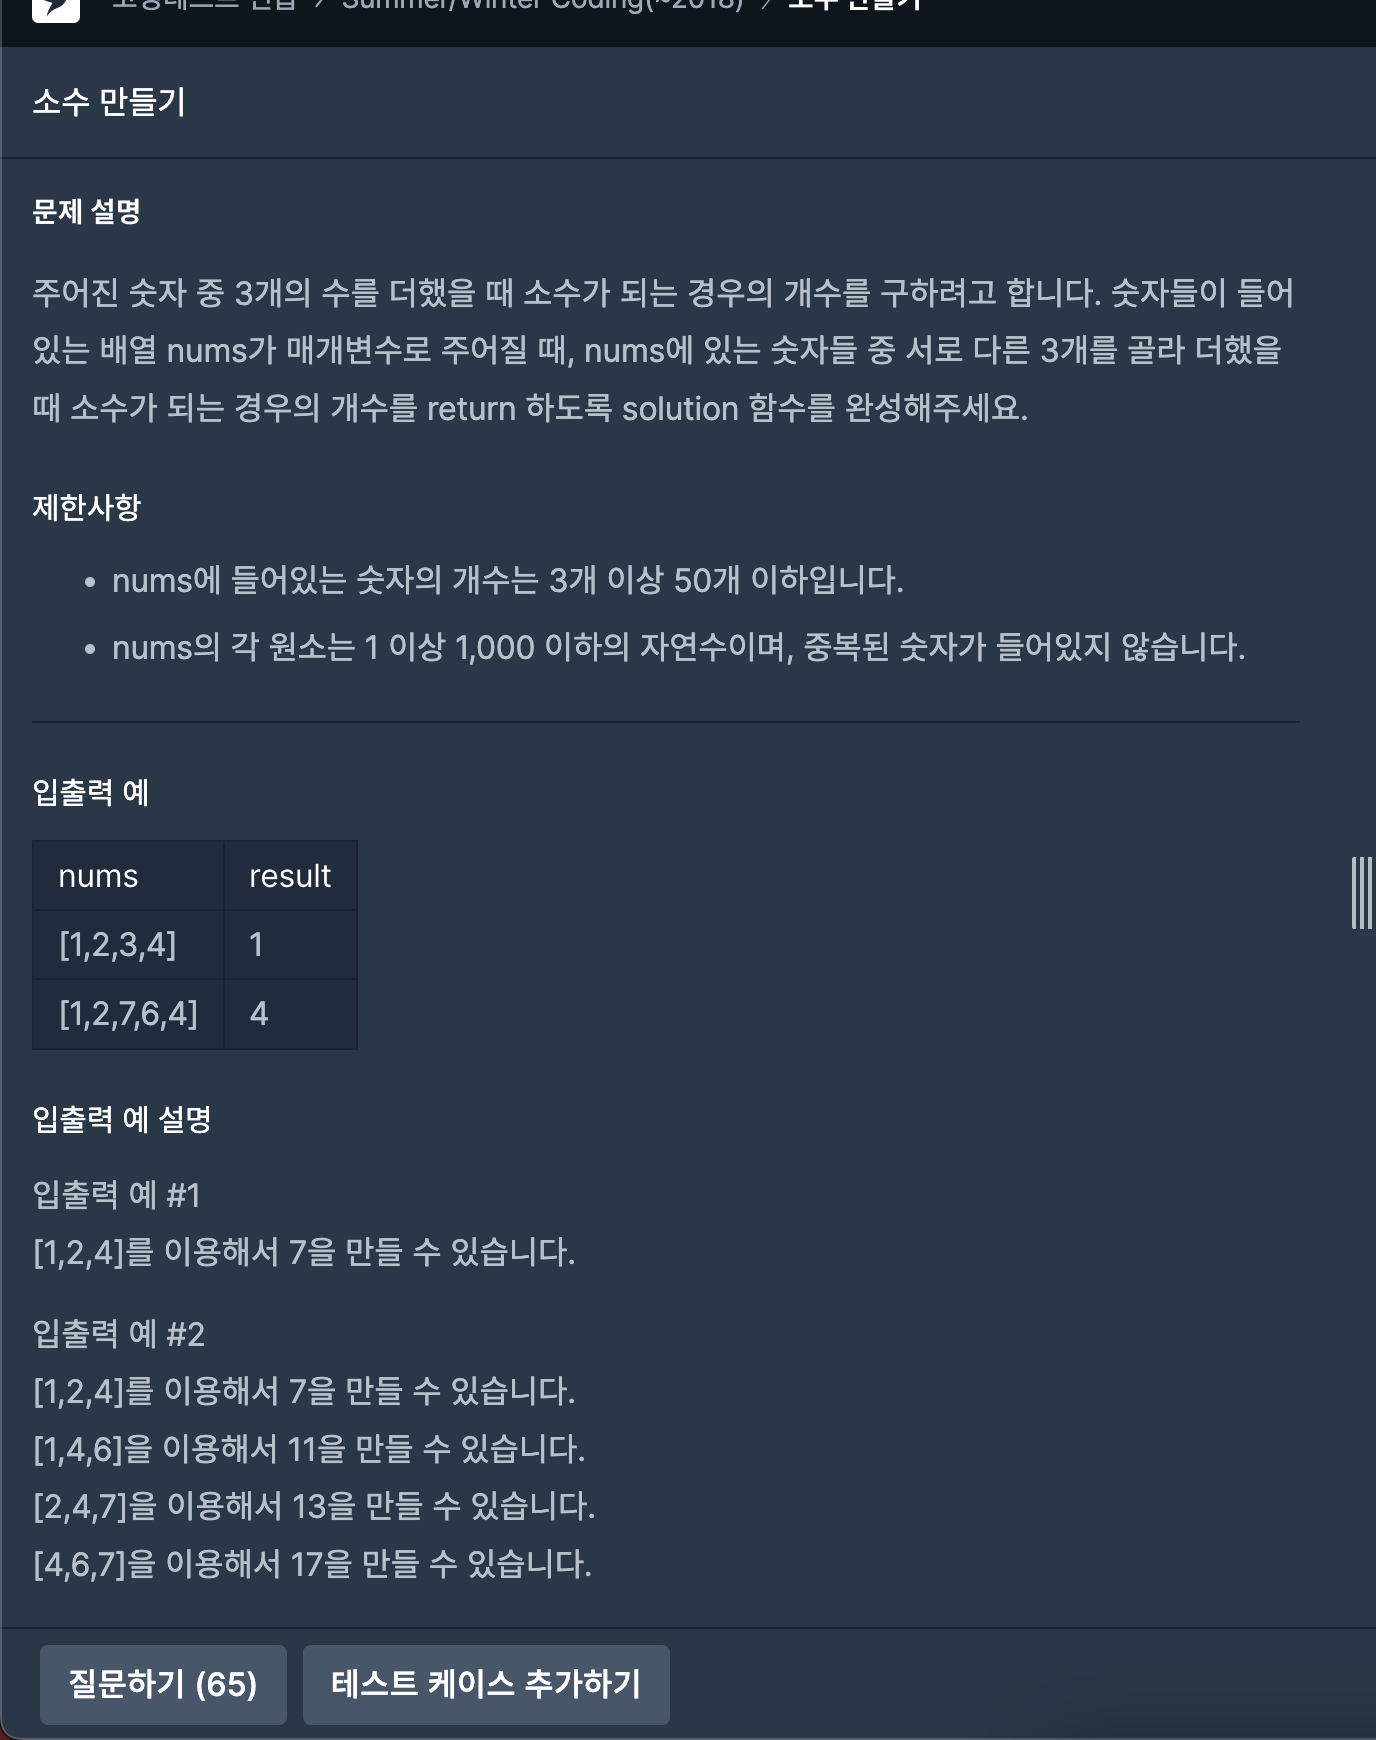 Summer/Winter Coding(~2018) > 소수 만들기
소수 만들기
문제 설명
주어진 숫자 중 3개의 수를 더했을 때 소수가 되는 경우의 개수를 구하려고 합니다. 숫자들이 들어
있는 배열 nums가 매개변수로 주어질 때, nums에 있는 숫자들 중 서로 다른 3개를 골라 더했을
때 소수가 되는 경우의 개수를 return 하도록 solution 함수를 완성해주세요.
제한사항
• nums에 들어있는 숫자의 개수는 3개 이상 50개 이하입니다.
• nums의 각 원소는 1 이상 1,000 이하의 자연수이며, 중복된 숫자가 들어있지 않습니다.
입출력 예
nums result
[1,2,3,4] 1
[1,2,7,6,4] 4
입출력 예 설명
입출력 예 #1
[1,2,4]를 이용해서 7을 만들 수 있습니다.
입출력 예 #2
[1,2,4]를 이용해서 7을 만들 수 있습니다.
[1,4,6]을 이용해서 11을 만들 수 있습니다.
[2,4,7]을 이용해서 13을 만들 수 있습니다.
[4,6,7]을 이용해서 17을 만들 수 있습니다.
질문하기 (65) 테스트 케이스 추가하기